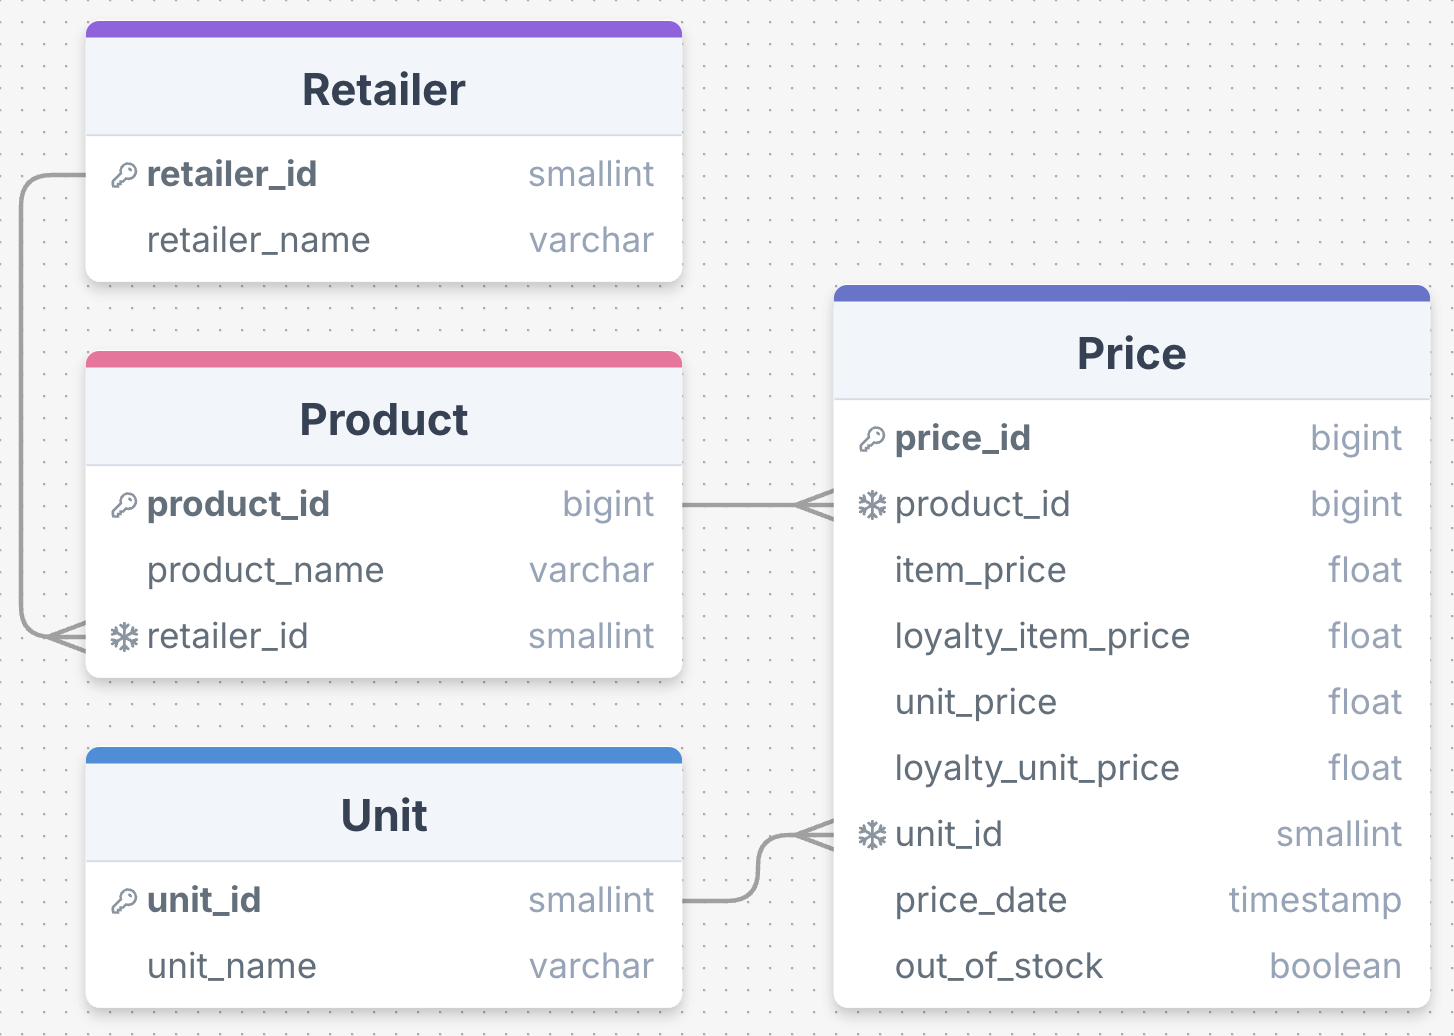 Retailer
retailer_id smallint
retailer_name varchar
Product
product_id bigint
product_name varchar
retailer_id smallint
Unit
unit_id smallint
unit_name varchar
Price
price_id bigint
product_id bigint
item_price float
loyalty_item_price float
unit_price float
loyalty_unit_price float
unit_id smallint
price_date timestamp
out_of_stock boolean